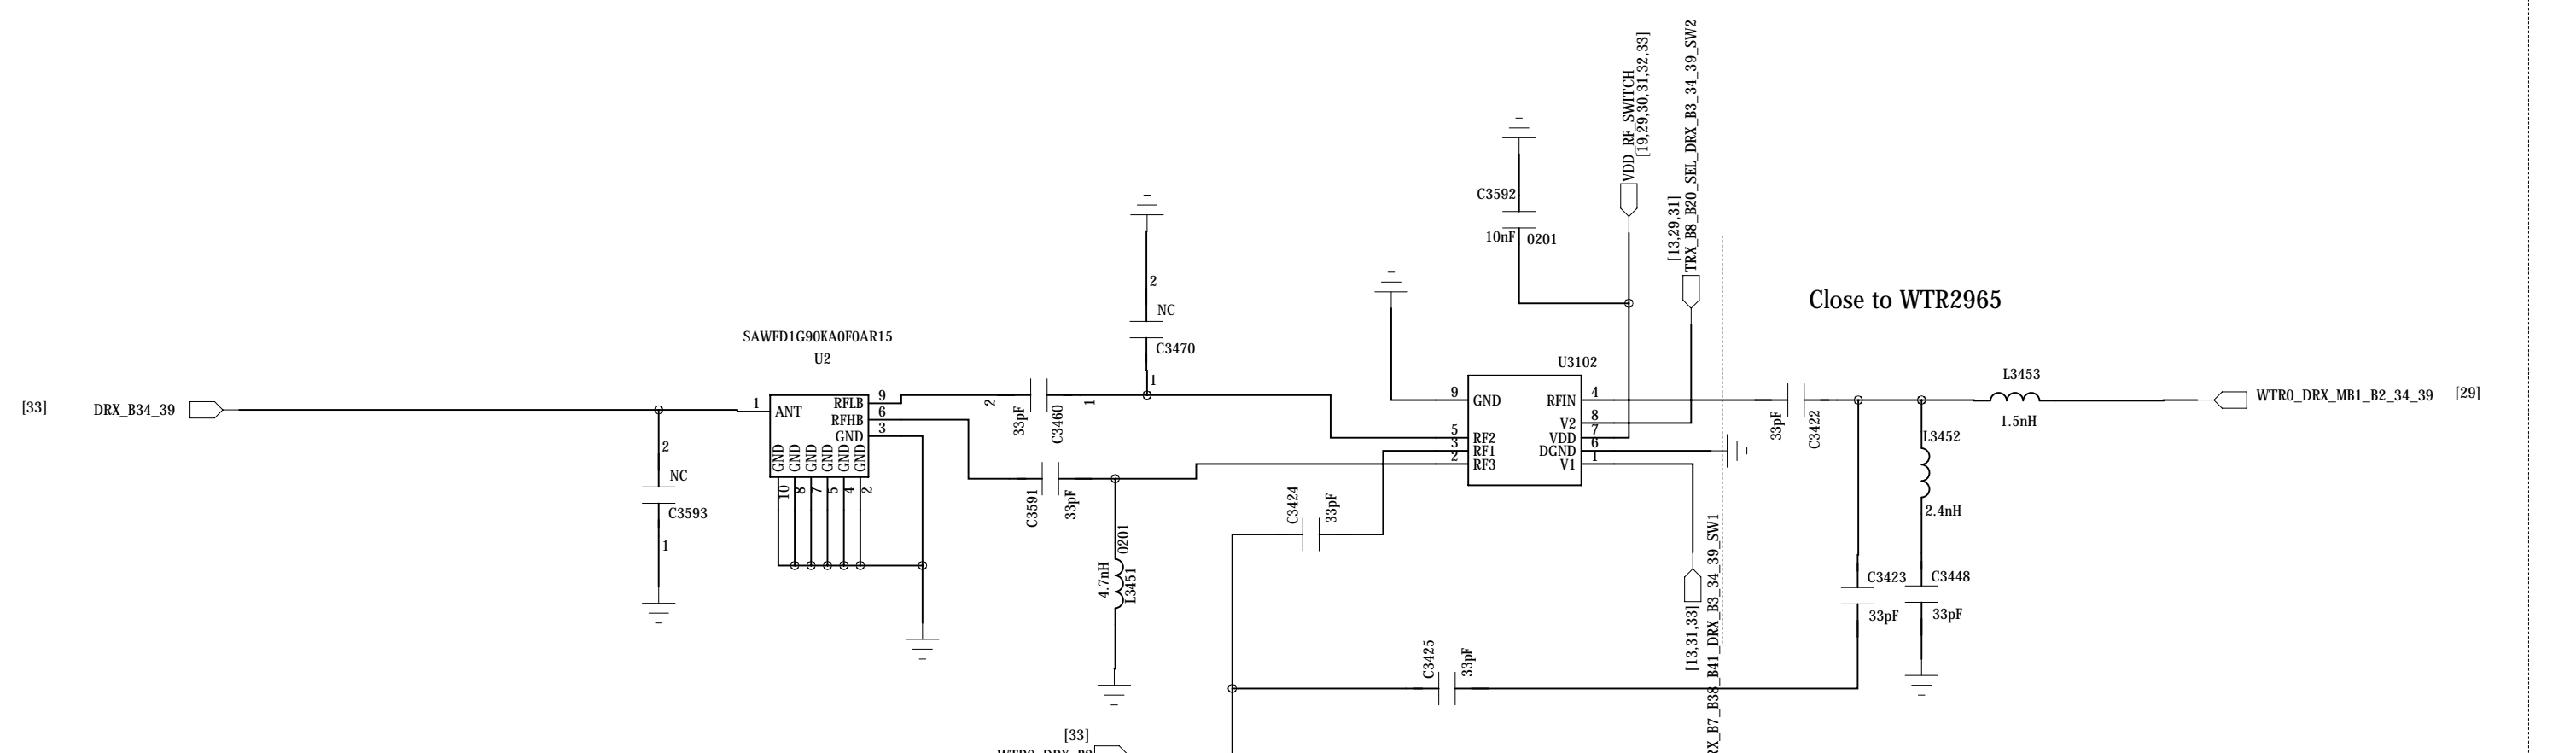 VDD_RF_SWITCH
[19,29,30,31,32,33]
[13,29,31]
TRX_B8_B20_SEL_DRX_B3_34_39_SW2
C3592
10nF 0201
2
NC
C3470
1
Close to WTR2965
SAWFD1G90KA0F0AR15
U2
[33] DRX_B34_39
1 ANT
RFLB 9
RFHB 6
GND 3
GND GND GND GND GND GND
10 8 7 5 4 2
2
NC
C3593
1
2 33pF C3460 1
C3591 33pF
0201
4.7nH L3451
U3102
9 GND
5 RF2
3 RF1
2 RF3
RFIN 4
V2 8
VDD 7
DGND 6
V1 1
C3424 33pF
33pF C3422
L3453
1.5nH
WTR0_DRX_MB1_B2_34_39 [29]
L3452
2.4nH
C3423 C3448
33pF 33pF
C3425 33pF
[13,31,33]
RX_B7_B38_B41_DRX_B3_34_39_SW1
[33]